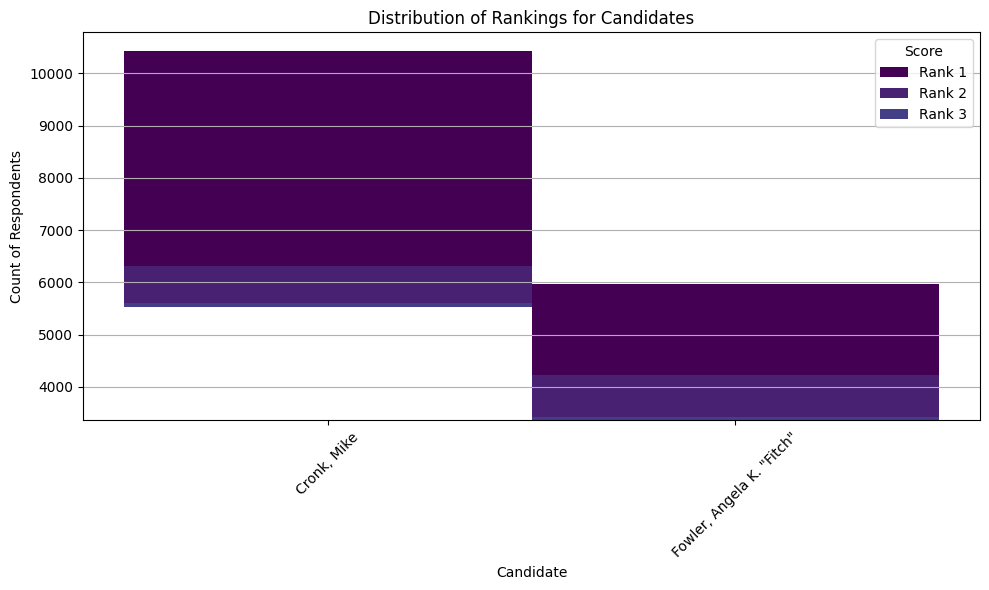 Distribution of Rankings for Candidates
Score
Rank 1
Rank 2
Rank 3
Count of Respondents
10000
9000
8000
7000
6000
5000
4000
Cronk, Mike
Fowler, Angela K. "Fitch"
Candidate